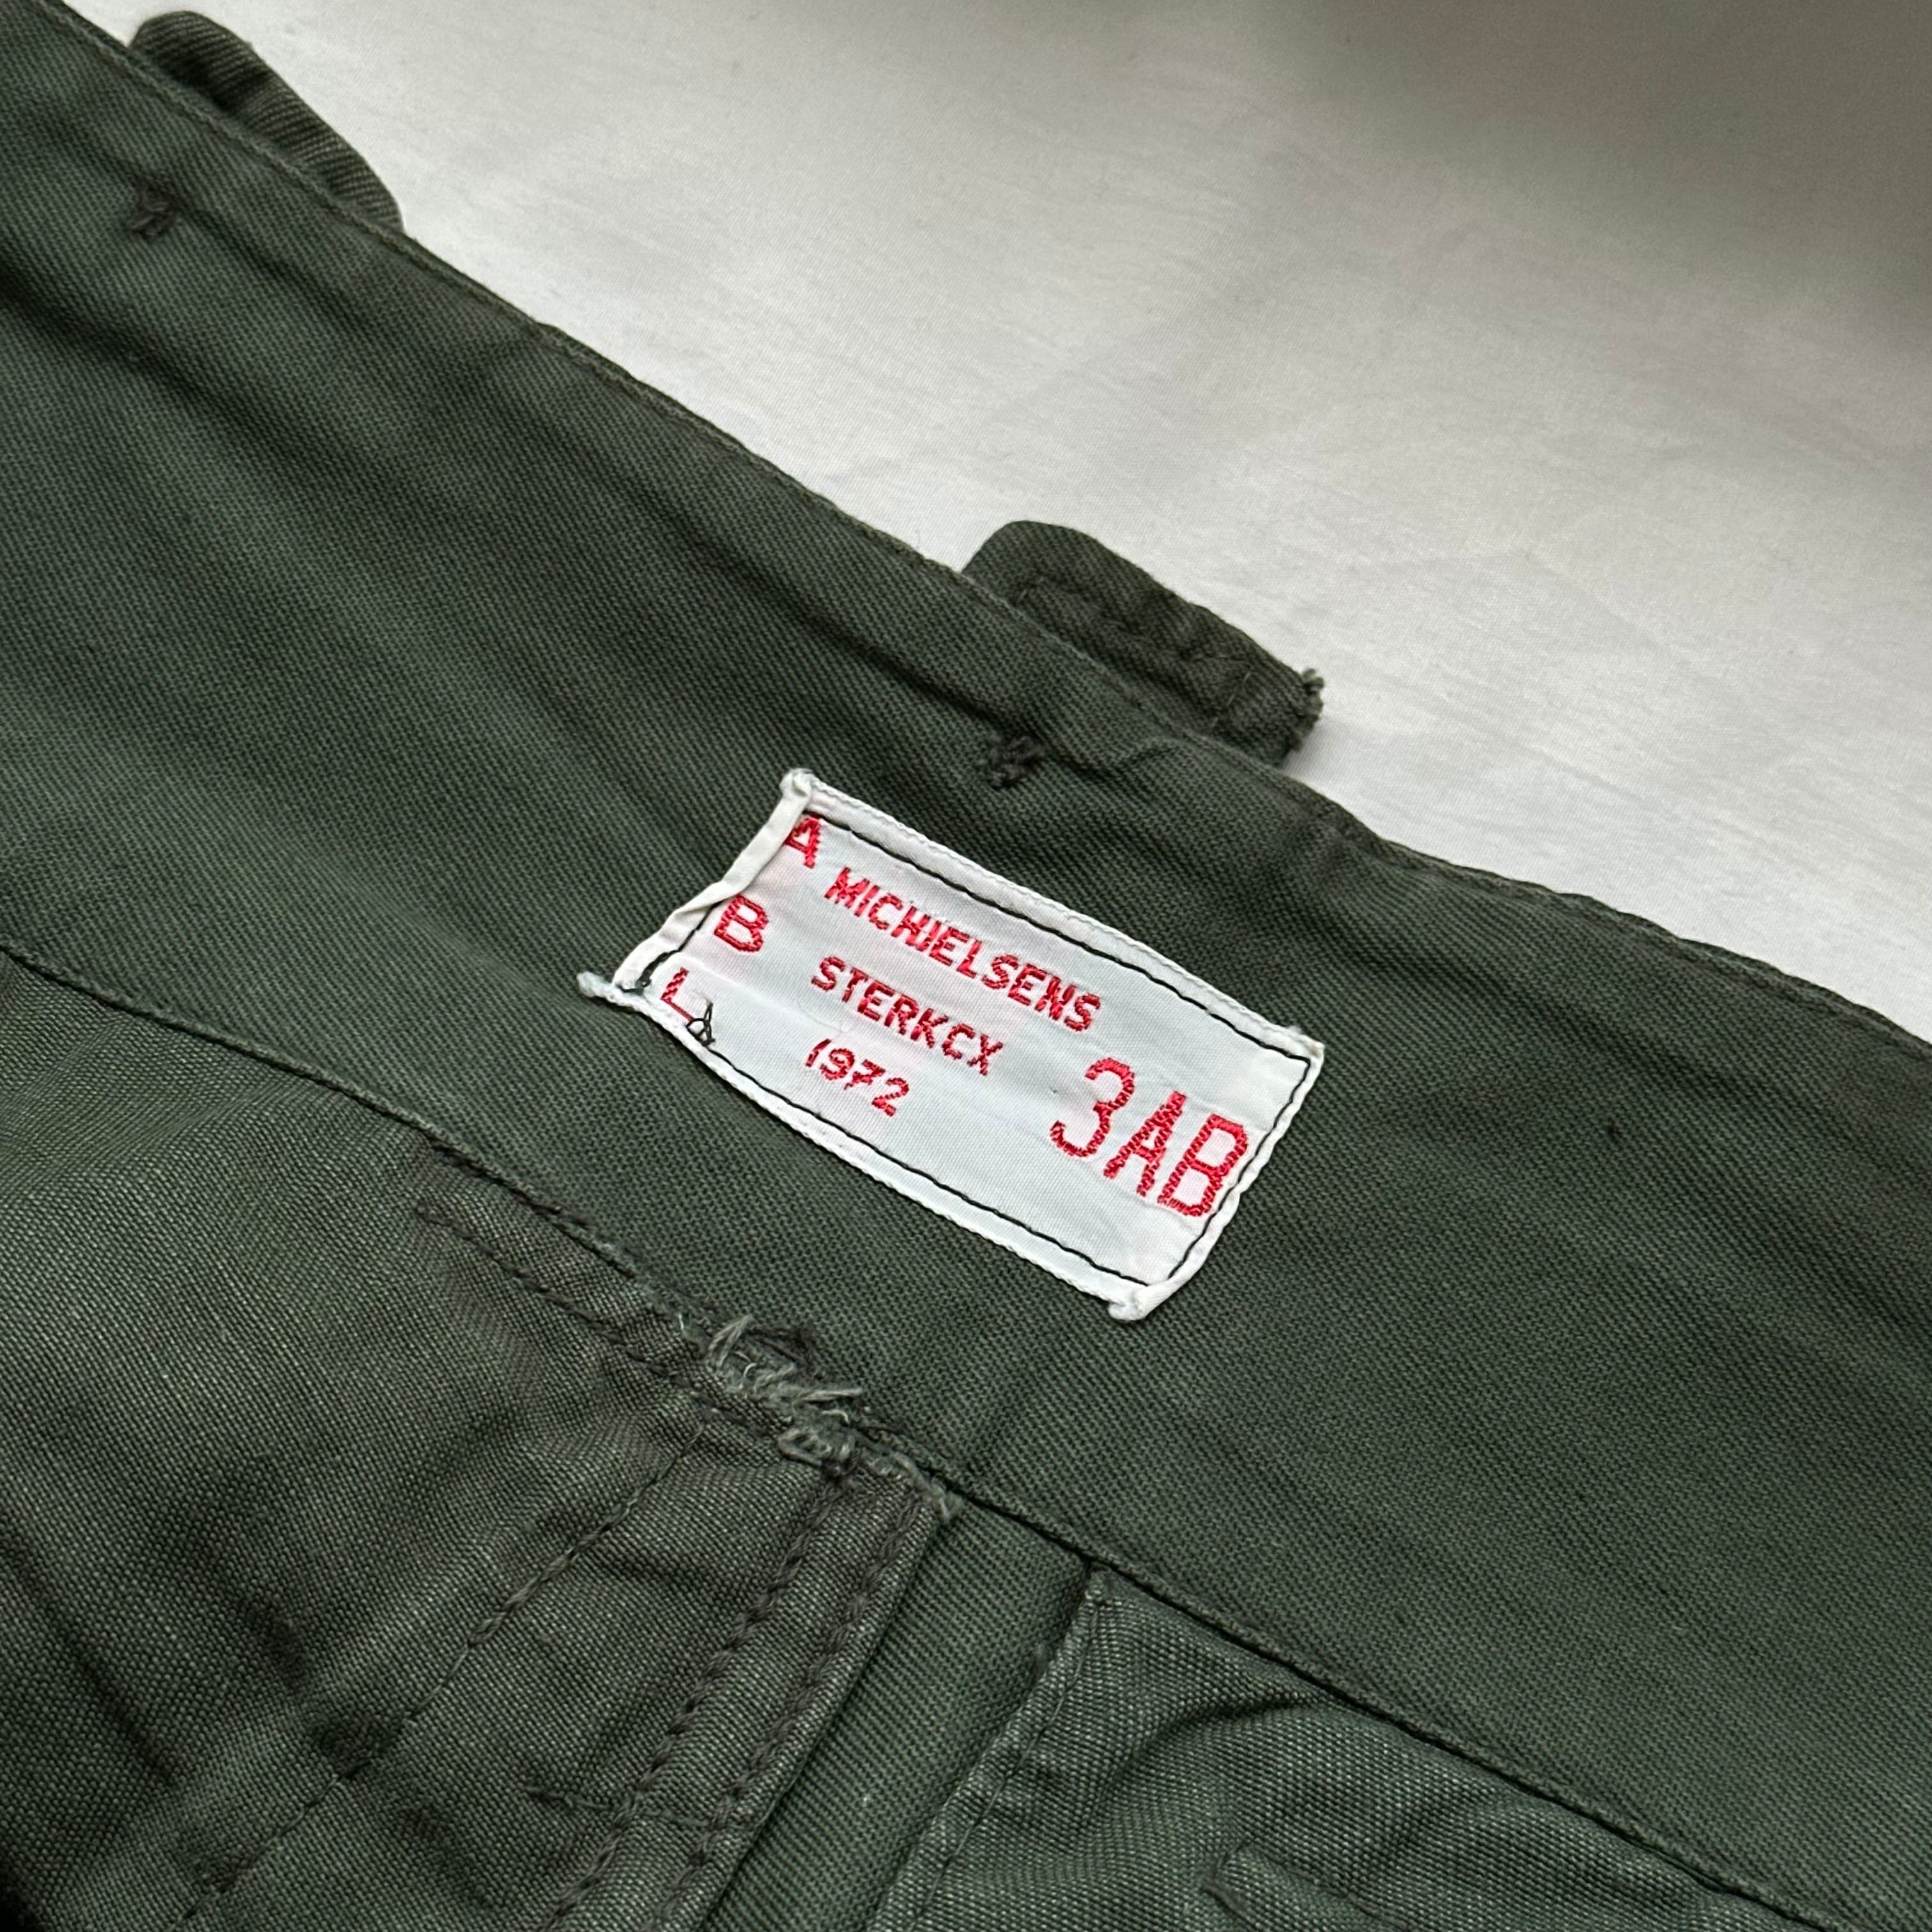 A
B
L
MICHIELSENS
STERKCX
1972
3AB